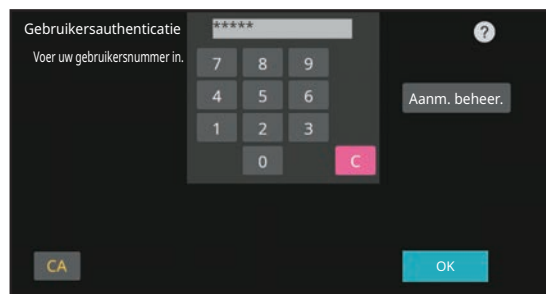 Gebruikersauthenticatie
*****
?
Voer uw gebruikersnummer in.
7 8 9
4 5 6
Aanm. beheer.
1 2 3
0 C
CA
OK